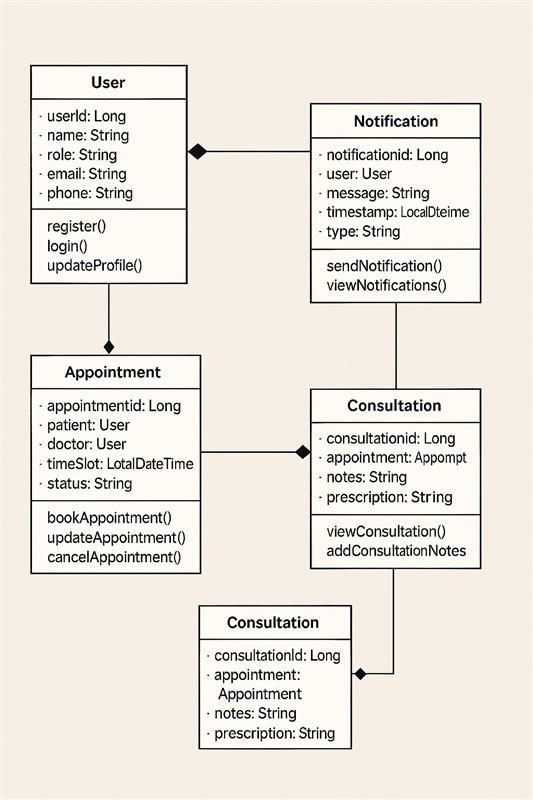 User
· userId: Long
· name: String
· role: String
· email: String
· phone: String
register()
login()
updateProfile()
Notification
· notificationid: Long
· user: User
· message: String
· timestamp: LocalDteime
· type: String
sendNotification()
viewNotifications()
Appointment
· appointmentid: Long
· patient: User
· doctor: User
· timeSlot: LotalDateTime
· status: String
bookAppointment()
updateAppointment()
cancelAppointment()
Consultation
· consultationid: Long
· appointment: Appompt
· notes: String
· prescription: String
viewConsultation()
addConsultationNotes
Consultation
· consultationId: Long
· appointment:
Appointment
· notes: String
· prescription: String